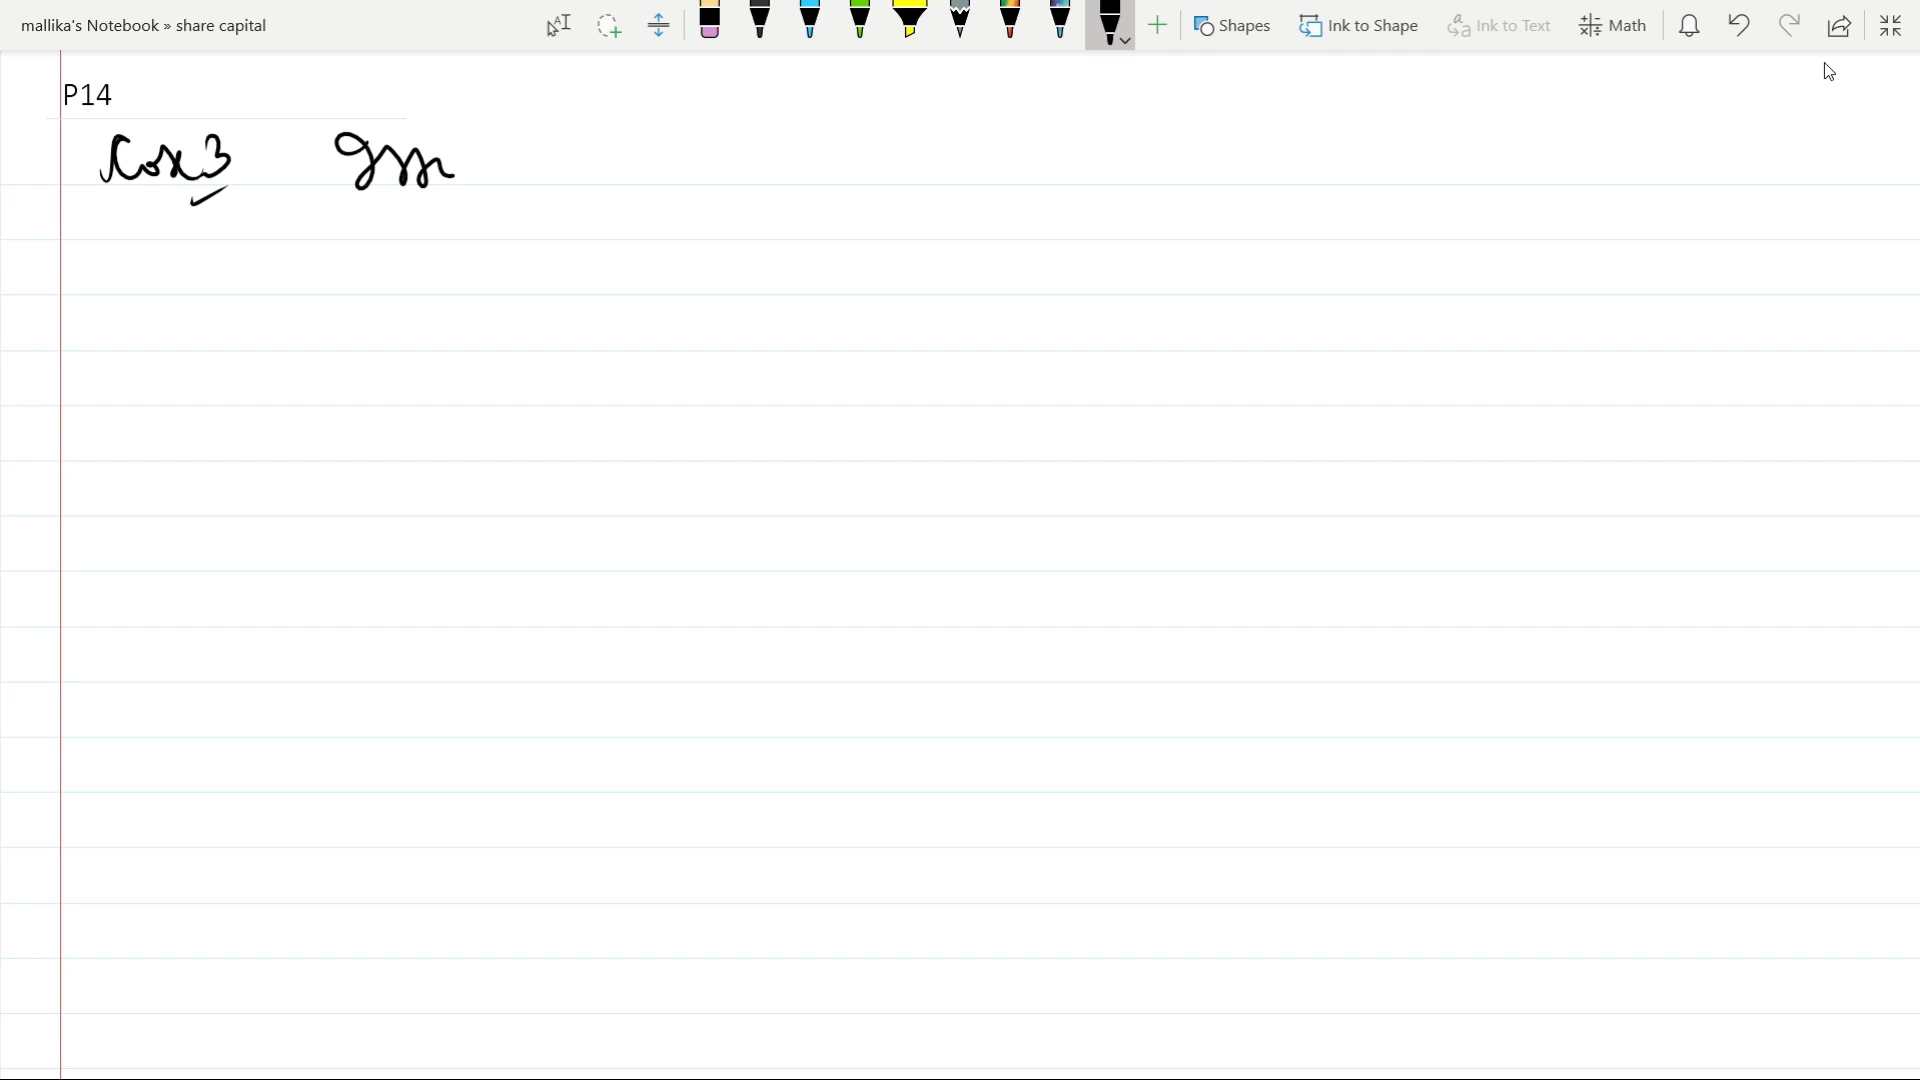 mallika's Notebook » share capital
Shapes
Ink to Shape
Ink to Text
Math
P14